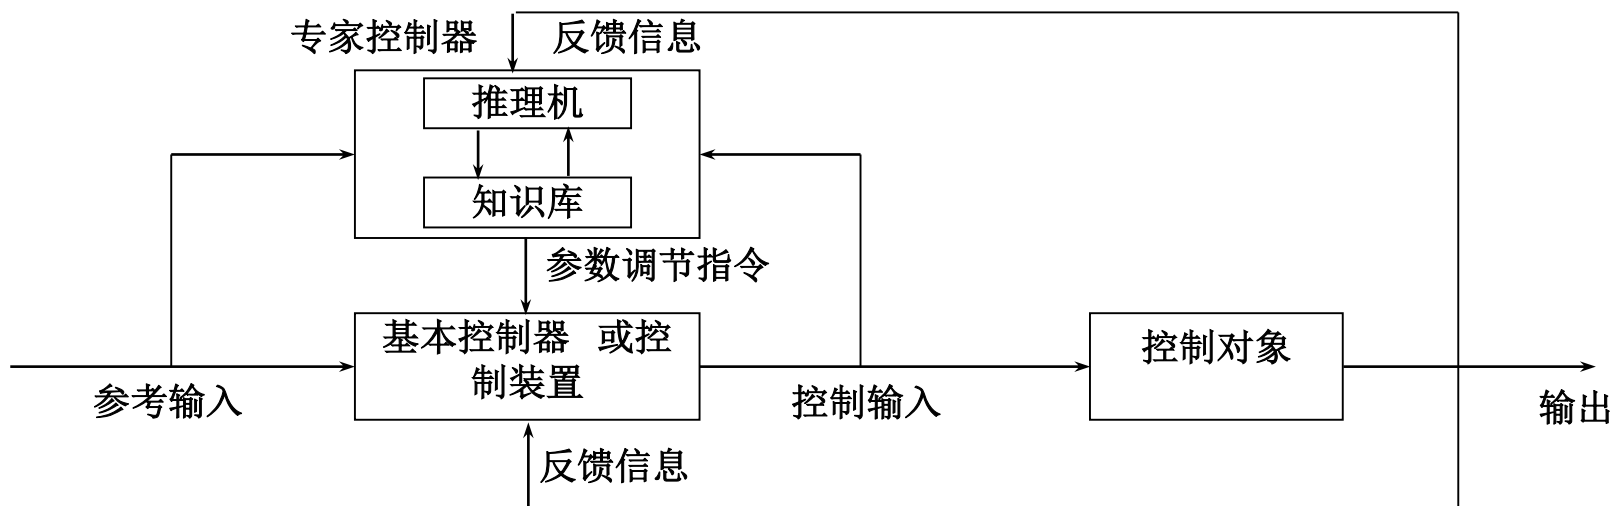 专家控制器
反馈信息
推理机
知识库
参数调节指令
基本控制器 或控
制装置
控制对象
参考输入
控制输入
输出
反馈信息